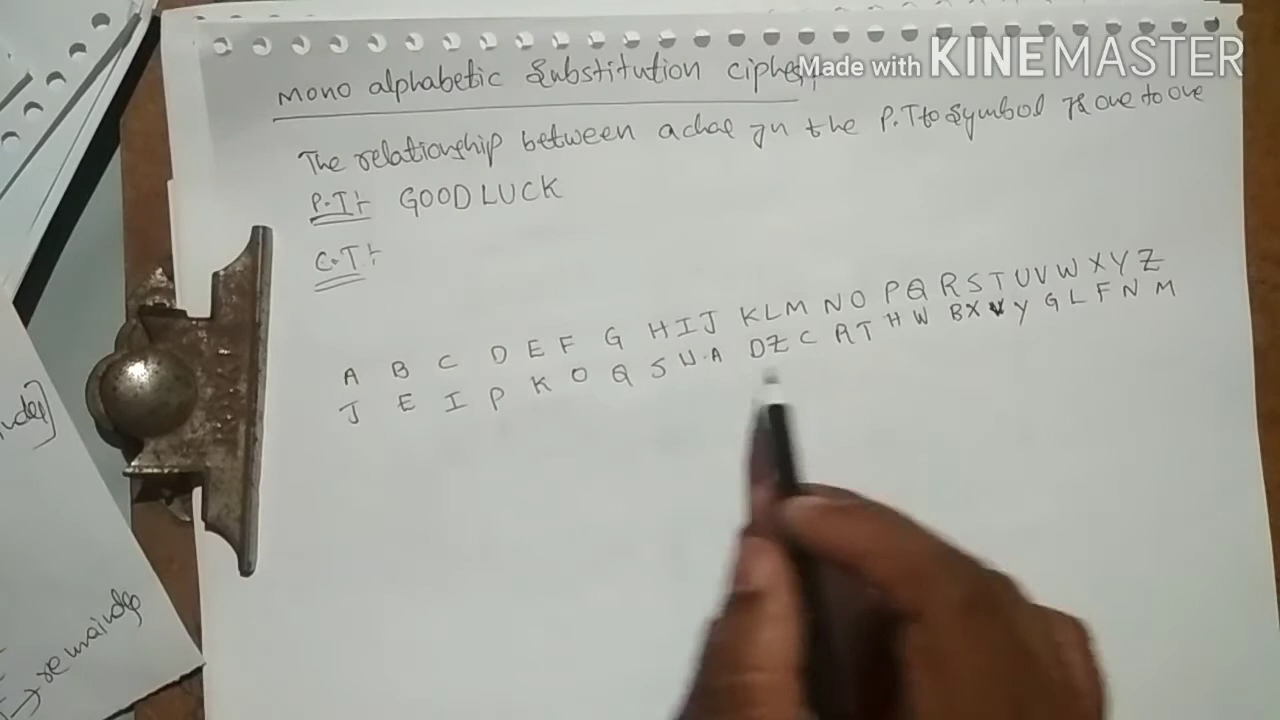 Made with KINEMASTER
mono alphabetic Substitution cipher
The relationship between a char in the P.T to Symbol is one to one
P.T:- GOODLUCK
C.T:-
A B C D E F G H I J K L M N O P Q R S T U V W X Y Z
J E I P K O Q S U A D Z C R T H W B X V Y G L F N M
→ remainder